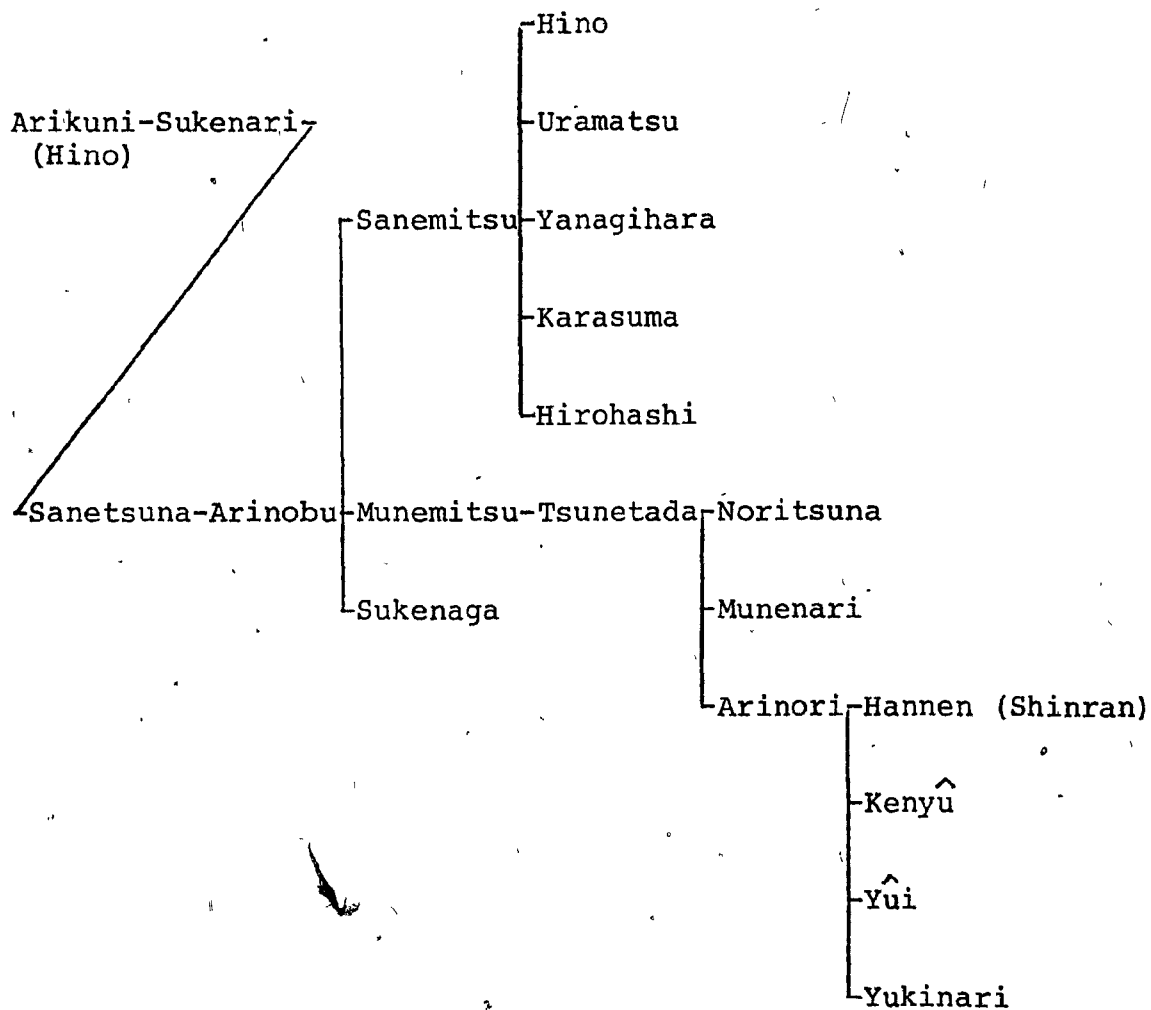 Hino
Arikuni-Sukenari-
(Hino)
Uramatsu
Sanemitsu-Yanagihara
Karasuma
Hirohashi
Sanetsuna-Arinobu-Munemitsu-Tsunetada-Noritsuna
Sukenaga
Munenari
Arinori-Hannen (Shinran)
Kenyû
Yûi
Yukinari